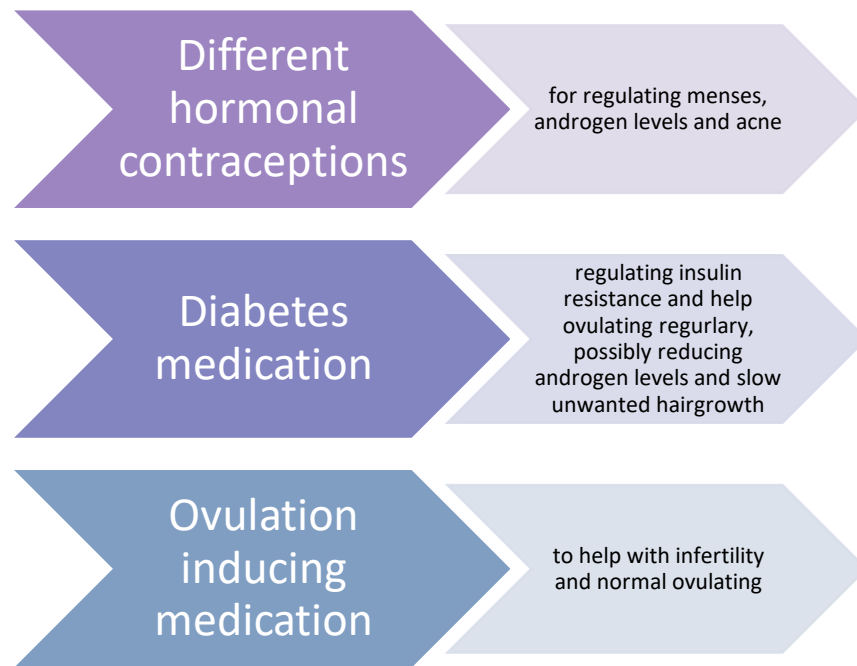 Different
hormonal
contraceptions
for regulating menses,
androgen levels and acne
Diabetes
medication
regulating insulin
resistance and help
ovulating regurlary,
possibly reducing
androgen levels and slow
unwanted hairgrowth
Ovulation
inducing
medication
to help with infertility
and normal ovulating